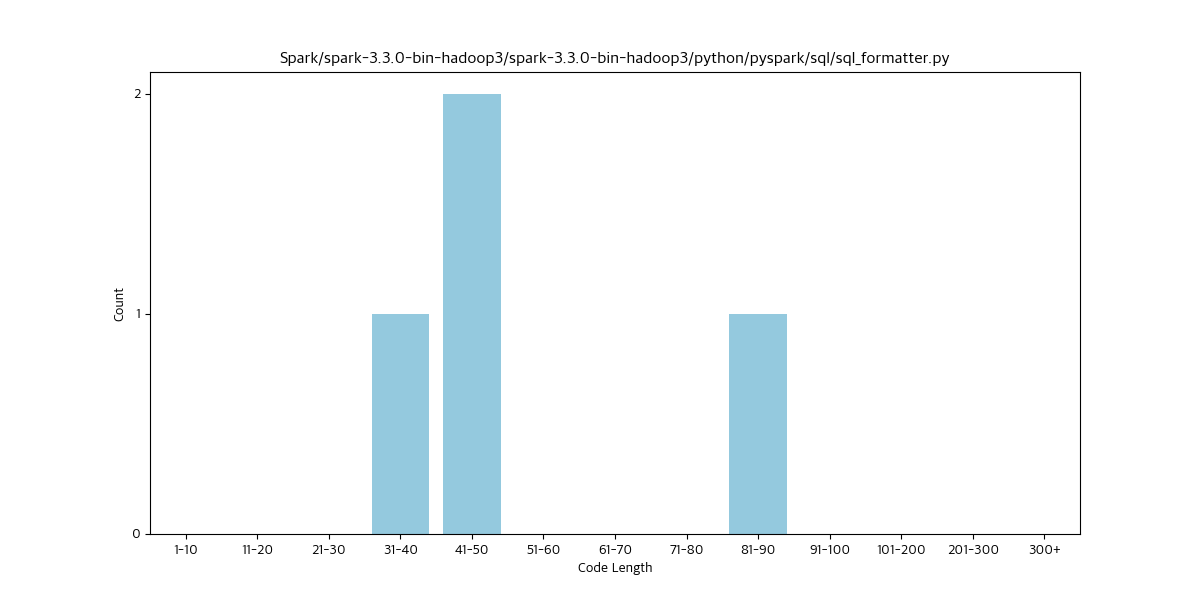 Spark/spark-3.3.0-bin-hadoop3/spark-3.3.0-bin-hadoop3/python/pyspark/sql/sql_formatter.py
2
1
0
Count
1-10 11-20 21-30 31-40 41-50 51-60 61-70 71-80 81-90 91-100 101-200 201-300 300+
Code Length